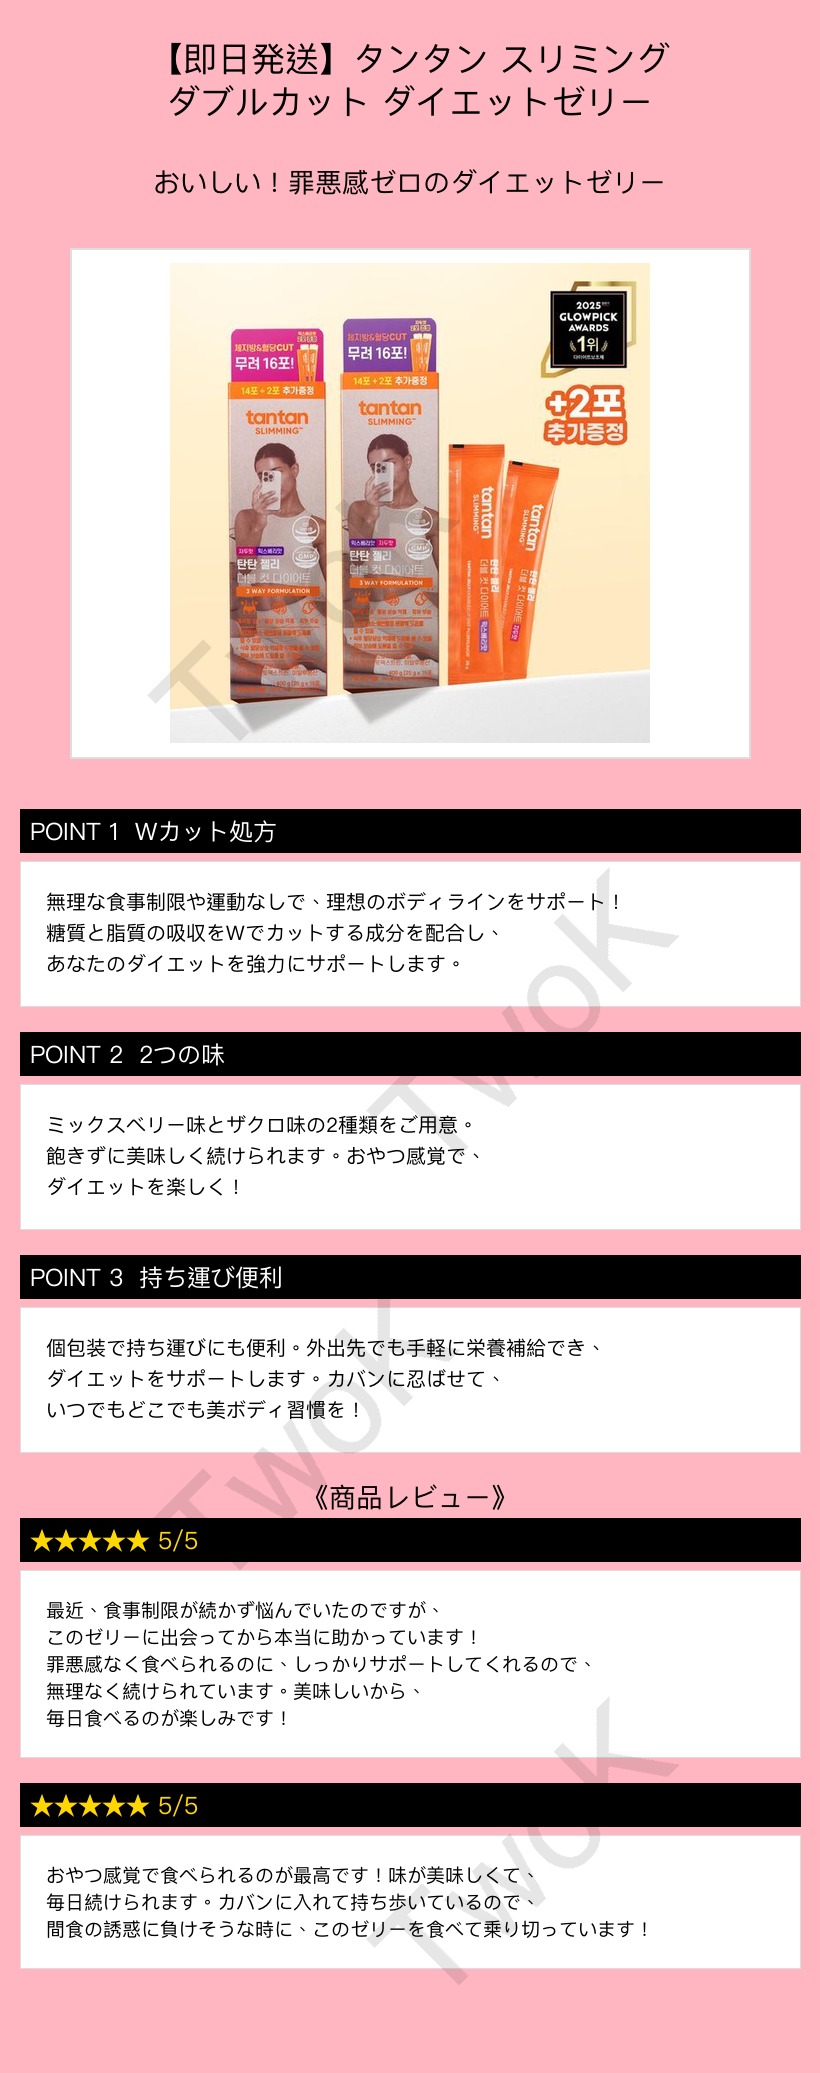 【即日発送】タンタン スリミング
ダブルカット ダイエットゼリー
おいしい！罪悪感ゼロのダイエットゼリー
체지방&혈당CUT
무려 16포!
14포+2포 추가증정
tantan
SLIMMING™
자두맛 믹스베리맛
탄탄 젤리
더블 컷 다이어트
3 WAY FORMULATION
체지방&혈당CUT
무려 16포!
14포+2포 추가증정
tantan
SLIMMING™
믹스베리맛 자두맛
탄탄 젤리
더블 컷 다이어트
3 WAY FORMULATION
tantan
SLIMMING™
탄탄 젤리
더블 컷 다이어트
믹스베리맛
tantan
SLIMMING™
탄탄 젤리
더블 컷 다이어트
자두맛
2025
GLOWPICK
AWARDS
1위
+2포
추가증정
POINT 1 Wカット処方
無理な食事制限や運動なしで、理想のボディラインをサポート！
糖質と脂質の吸収をWでカットする成分を配合し、
あなたのダイエットを強力にサポートします。
POINT 2 2つの味
ミックスベリー味とザクロ味の2種類をご用意。
飽きずに美味しく続けられます。おやつ感覚で、
ダイエットを楽しく！
POINT 3 持ち運び便利
個包装で持ち運びにも便利。外出先でも手軽に栄養補給でき、
ダイエットをサポートします。カバンに忍ばせて、
いつでもどこでも美ボディ習慣を！
《商品レビュー》
★★★★★ 5/5
最近、食事制限が続かず悩んでいたのですが、
このゼリーに出会ってから本当に助かっています！
罪悪感なく食べられるのに、しっかりサポートしてくれるので、
無理なく続けられています。美味しいから、
毎日食べるのが楽しみです！
★★★★★ 5/5
おやつ感覚で食べられるのが最高です！味が美味しくて、
毎日続けられます。カバンに入れて持ち歩いているので、
間食の誘惑に負けそうな時に、このゼリーを食べて乗り切っています！
TwoK
TwoK
TwoK
TwoK